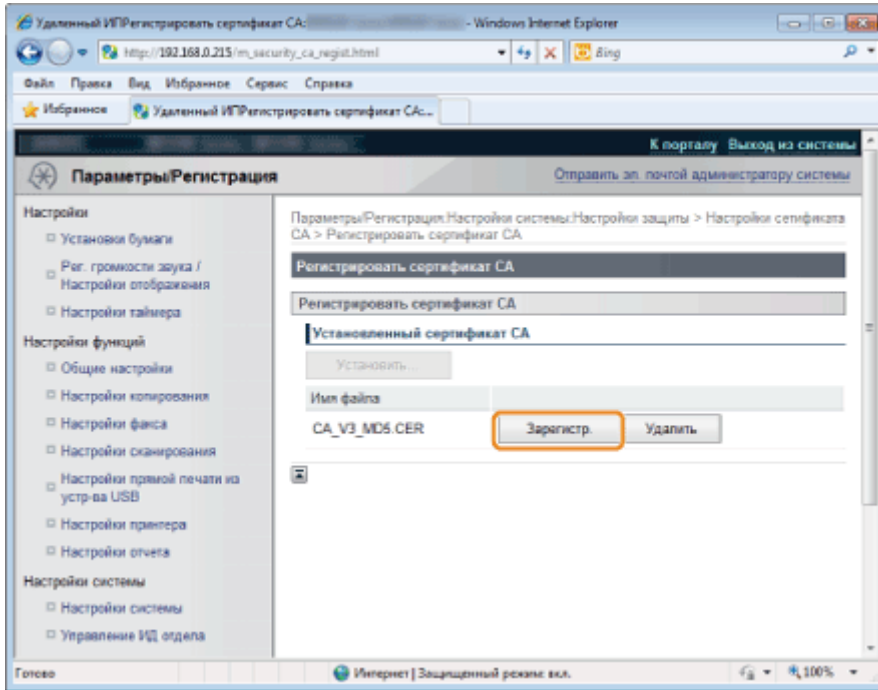 Удаленный ИПРегистрировать сертификат CA: - Windows Internet Explorer
http://192.168.0.215/m_security_ca_regist.html
Bing
Файл Правка Вид Избранное Сервис Справка
Избранное
Удаленный ИПРегистрировать сертификат CA:...
К порталу Выход из системы
Параметры/Регистрация
Отправить эл. почтой администратору системы
Настройки
Установки бумаги
Рег. громкости звука /
Настройки отображения
Настройки таймера
Настройки функций
Общие настройки
Настройки копирования
Настройки факса
Настройки сканирования
Настройки прямой печати из
устр-ва USB
Настройки принтера
Настройки отчета
Настройки системы
Настройки системы
Управление ИД отдела
Параметры/Регистрация:Настройки системы:Настройки защиты > Настройки сетификата
CA > Регистрировать сертификат CA
Регистрировать сертификат CA
Регистрировать сертификат CA
Установленный сертификат CA
Установить...
Имя файла
CA_V3_MD5.CER
Зарегистр.
Удалить
Готово
Интернет | Защищенный режим: вкл.
100%